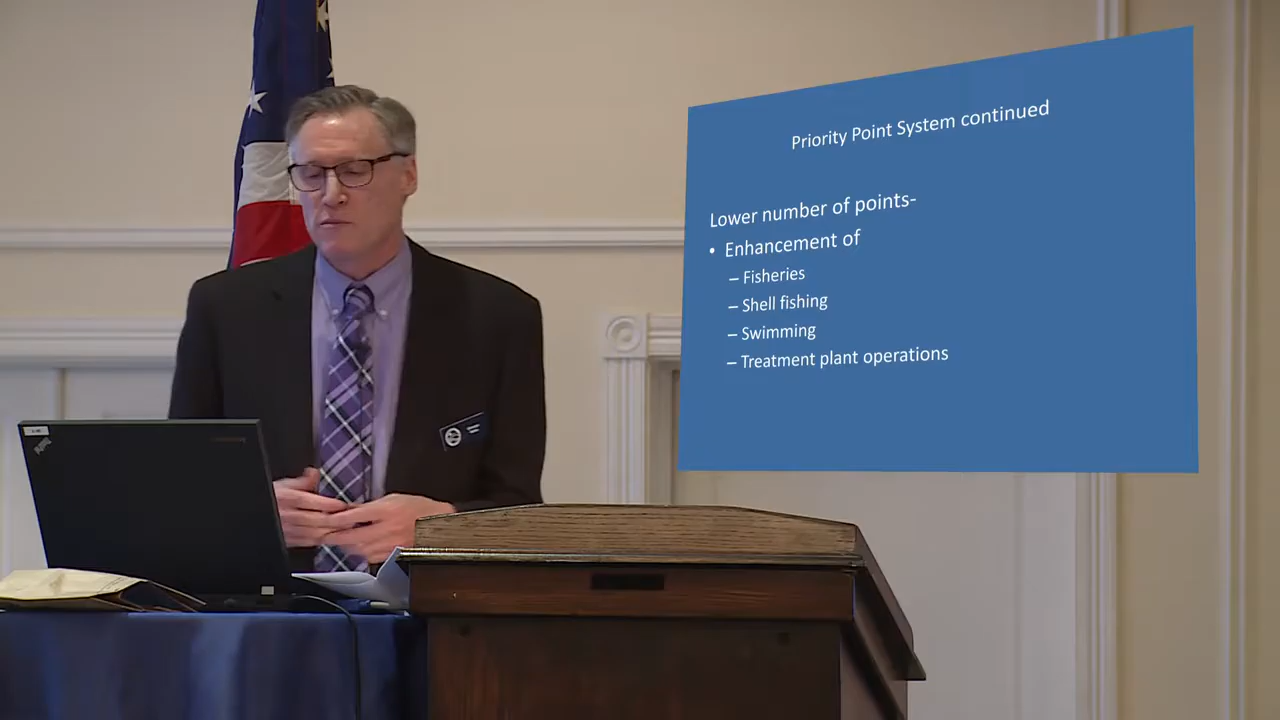 Priority Point System continued
Lower number of points-
• Enhancement of
– Fisheries
– Shell fishing
– Swimming
– Treatment plant operations